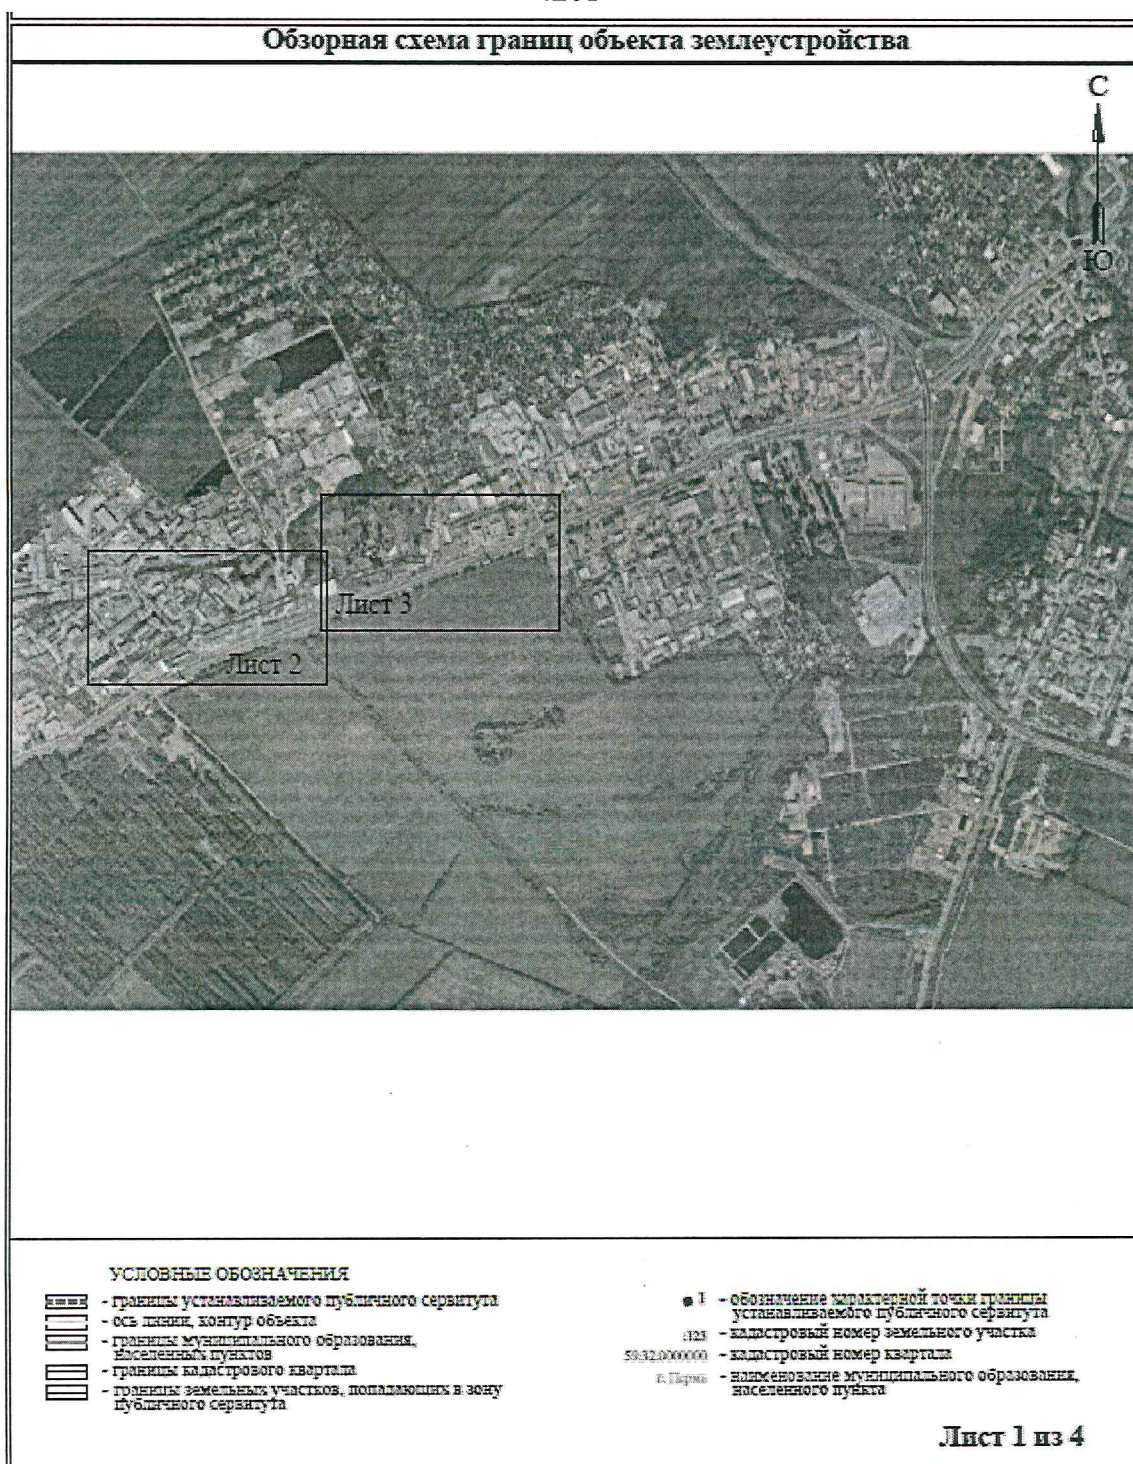 Обзорная схема границ объекта землеустройства
С
Ю
Лист 3
Лист 2
УСЛОВНЫЕ ОБОЗНАЧЕНИЯ
- границы устанавливаемого публичного сервитута
- ось линии, контур объекта
- границы муниципального образования,
населенных пунктов
- границы кадастрового квартала
- границы земельных участков, попадающих в зону
публичного сервитута
1 - обозначение характерной точки границы
устанавливаемого публичного сервитута
:123 - кадастровый номер земельного участка
59:32:0000000 - кадастровый номер квартала
г. Пермь - наименование муниципального образования,
населенного пункта
Лист 1 из 4